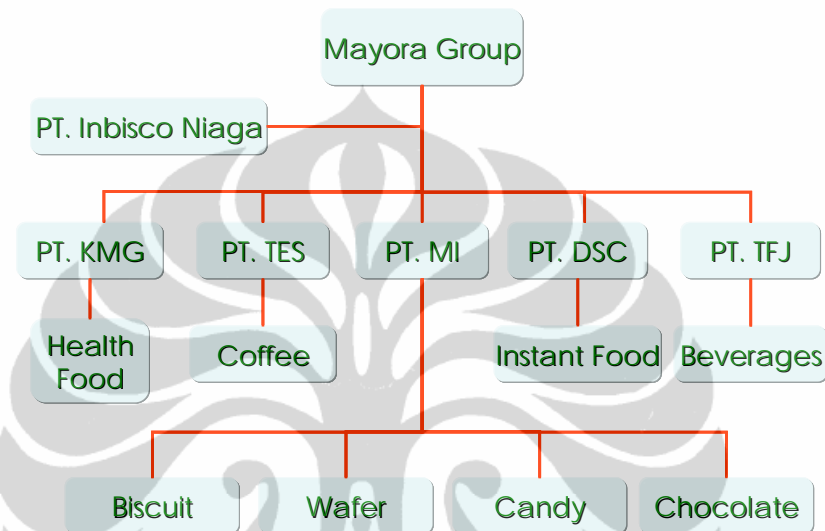 Mayora Group
PT. Inbisco Niaga
PT. KMG
PT. TES
PT. MI
PT. DSC
PT. TFJ
Health
Food
Coffee
Instant Food
Beverages
Biscuit
Wafer
Candy
Chocolate